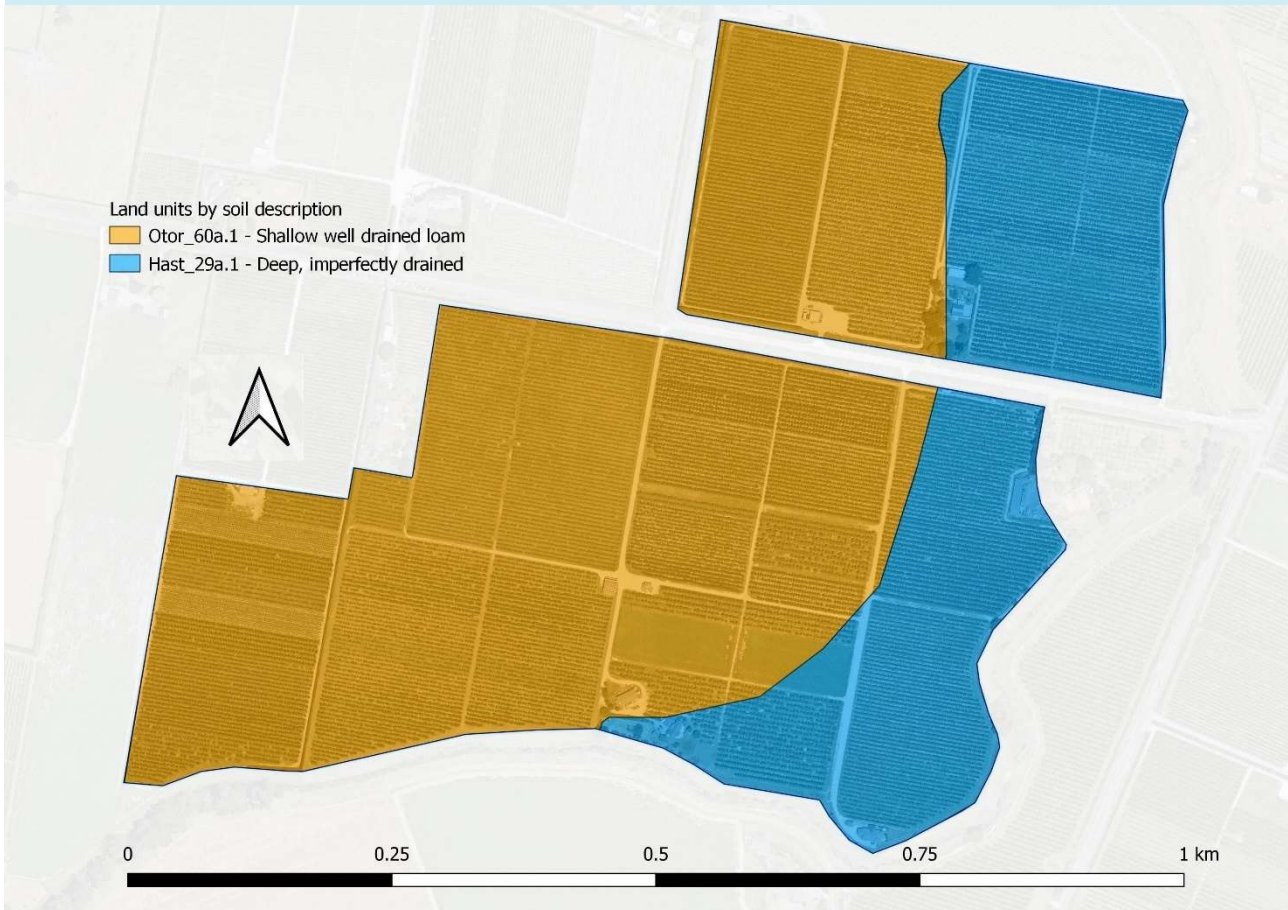 Land units by soil description
Otor_60a.1 - Shallow well drained loam
Hast_29a.1 - Deep, imperfectly drained
0 0.25 0.5 0.75 1 km